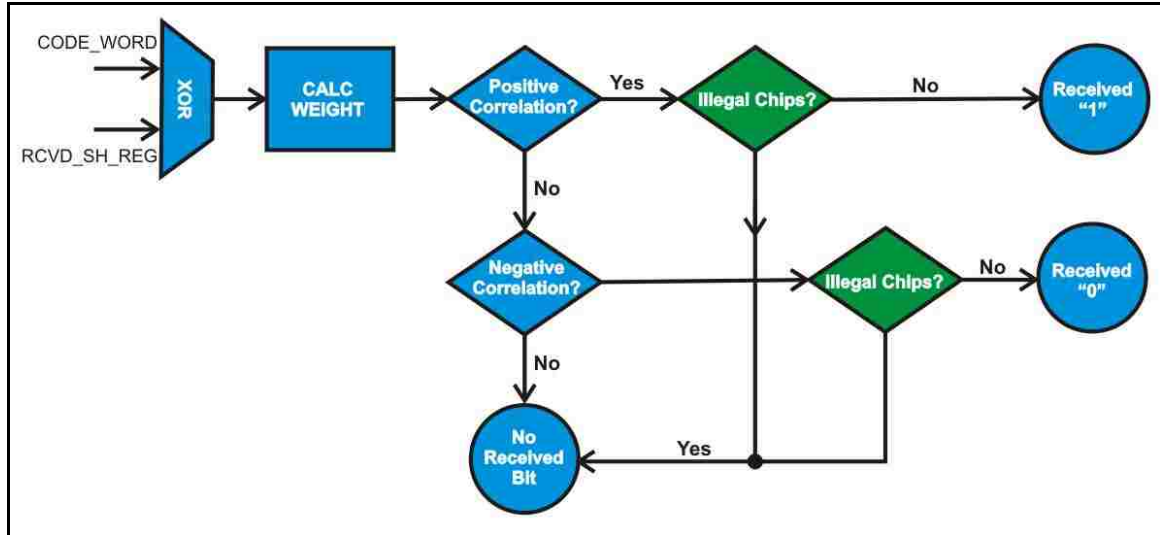 CODE_WORD
RCVD_SH_REG
XOR
CALC
WEIGHT
Positive
Correlation?
Yes
Illegal Chips?
No
Received
“1”
No
Negative
Correlation?
Illegal Chips?
No
Received
“0”
No
No
Received
Bit
Yes